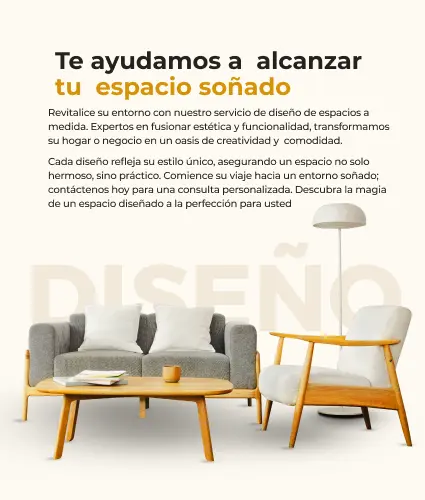 Te ayudamos a alcanzar
tu espacio soñado
Revitalice su entorno con nuestro servicio de diseño de espacios a
medida. Expertos en fusionar estética y funcionalidad, transformamos
su hogar o negocio en un oasis de creatividad y comodidad.
Cada diseño refleja su estilo único, asegurando un espacio no solo
hermoso, sino práctico. Comience su viaje hacia un entorno soñado;
contáctenos hoy para una consulta personalizada. Descubra la magia
de un espacio diseñado a la perfección para usted
DISEÑO